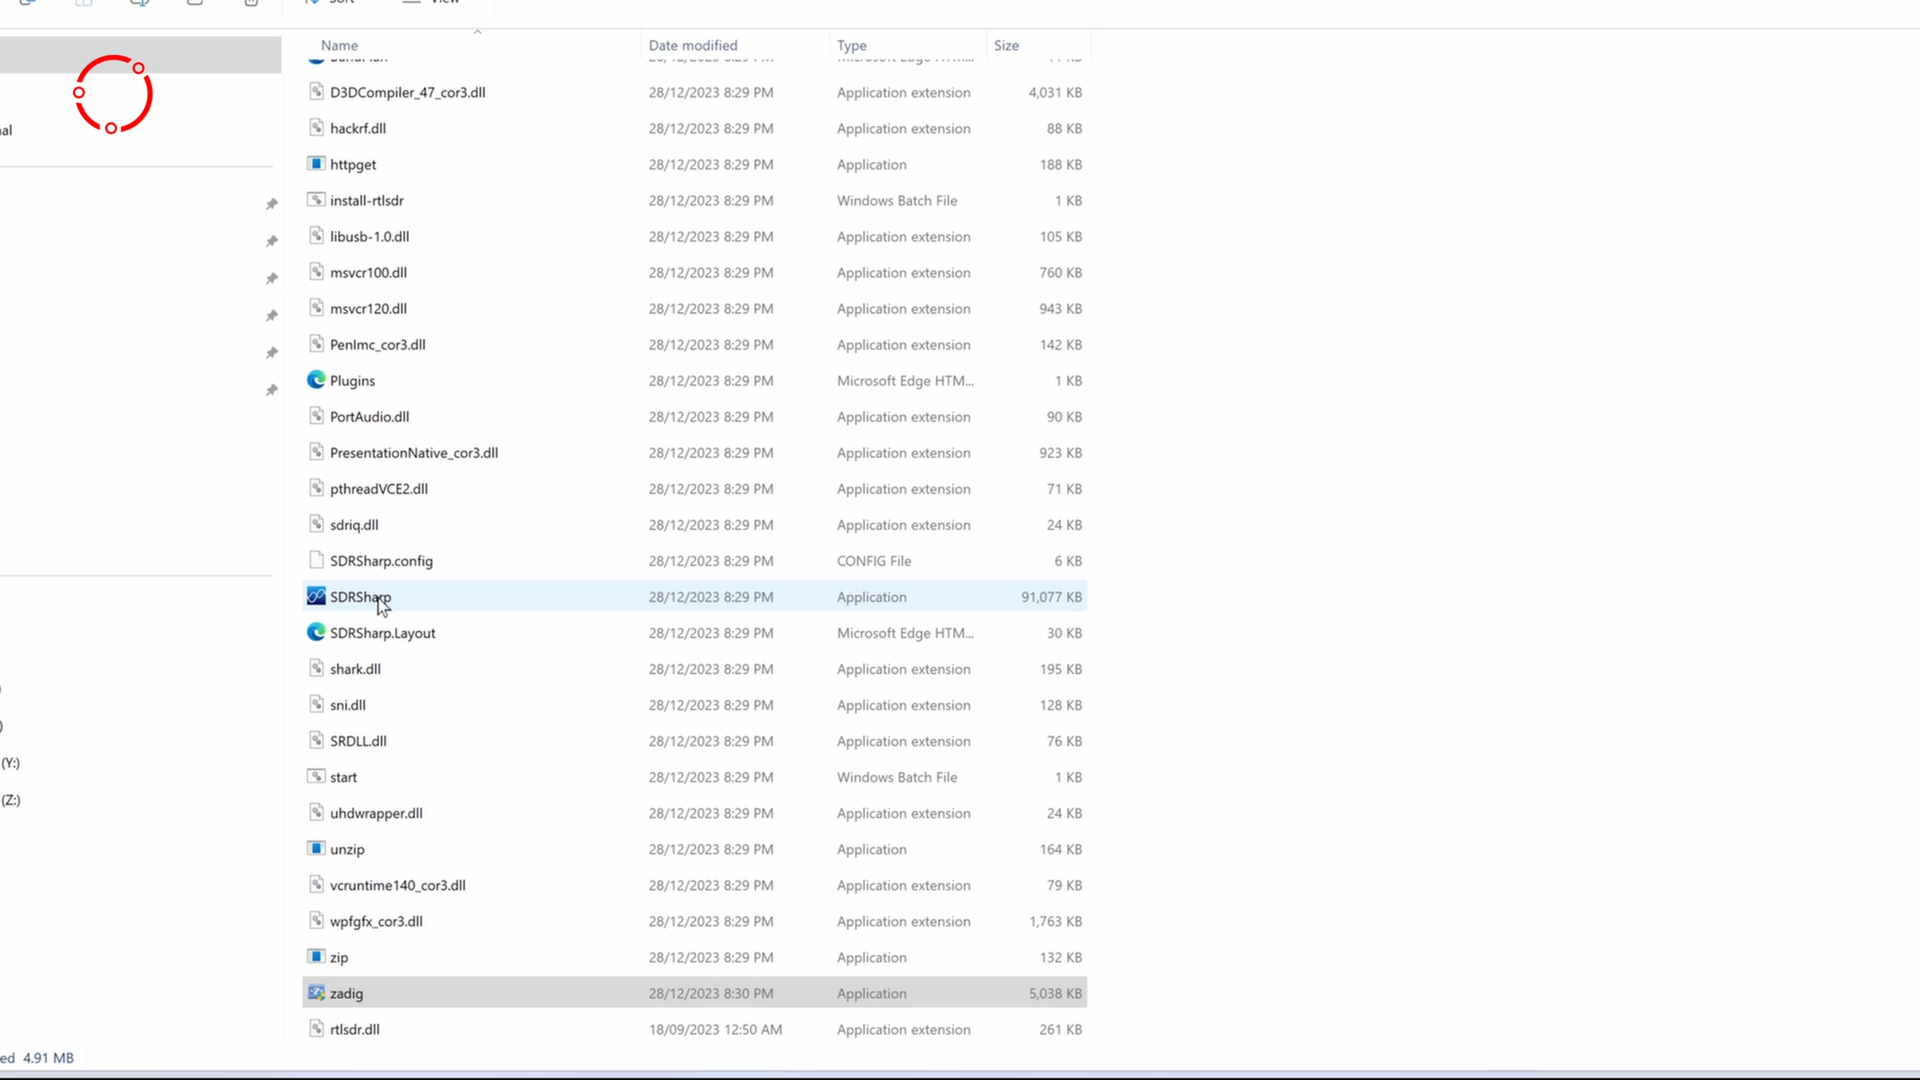 Sort View
Name Date modified Type Size
BandPlan 28/12/2023 8:29 PM Microsoft Edge HTM...
D3DCompiler_47_cor3.dll 28/12/2023 8:29 PM Application extension 4,031 KB
hackrf.dll 28/12/2023 8:29 PM Application extension 88 KB
httpget 28/12/2023 8:29 PM Application 188 KB
install-rtlsdr 28/12/2023 8:29 PM Windows Batch File 1 KB
libusb-1.0.dll 28/12/2023 8:29 PM Application extension 105 KB
msvcr100.dll 28/12/2023 8:29 PM Application extension 760 KB
msvcr120.dll 28/12/2023 8:29 PM Application extension 943 KB
PenImc_cor3.dll 28/12/2023 8:29 PM Application extension 142 KB
Plugins 28/12/2023 8:29 PM Microsoft Edge HTM... 1 KB
PortAudio.dll 28/12/2023 8:29 PM Application extension 90 KB
PresentationNative_cor3.dll 28/12/2023 8:29 PM Application extension 923 KB
pthreadVCE2.dll 28/12/2023 8:29 PM Application extension 71 KB
sdriq.dll 28/12/2023 8:29 PM Application extension 24 KB
SDRSharp.config 28/12/2023 8:29 PM CONFIG File 6 KB
SDRSharp 28/12/2023 8:29 PM Application 91,077 KB
SDRSharp.Layout 28/12/2023 8:29 PM Microsoft Edge HTM... 30 KB
shark.dll 28/12/2023 8:29 PM Application extension 195 KB
sni.dll 28/12/2023 8:29 PM Application extension 128 KB
SRDLL.dll 28/12/2023 8:29 PM Application extension 76 KB
start 28/12/2023 8:29 PM Windows Batch File 1 KB
uhdwrapper.dll 28/12/2023 8:29 PM Application extension 24 KB
unzip 28/12/2023 8:29 PM Application 164 KB
vcruntime140_cor3.dll 28/12/2023 8:29 PM Application extension 79 KB
wpfgfx_cor3.dll 28/12/2023 8:29 PM Application extension 1,763 KB
zip 28/12/2023 8:29 PM Application 132 KB
zadig 28/12/2023 8:30 PM Application 5,038 KB
rtlsdr.dll 18/09/2023 12:50 AM Application extension 261 KB
al
)
)
(Y:)
(Z:)
ed 4.91 MB